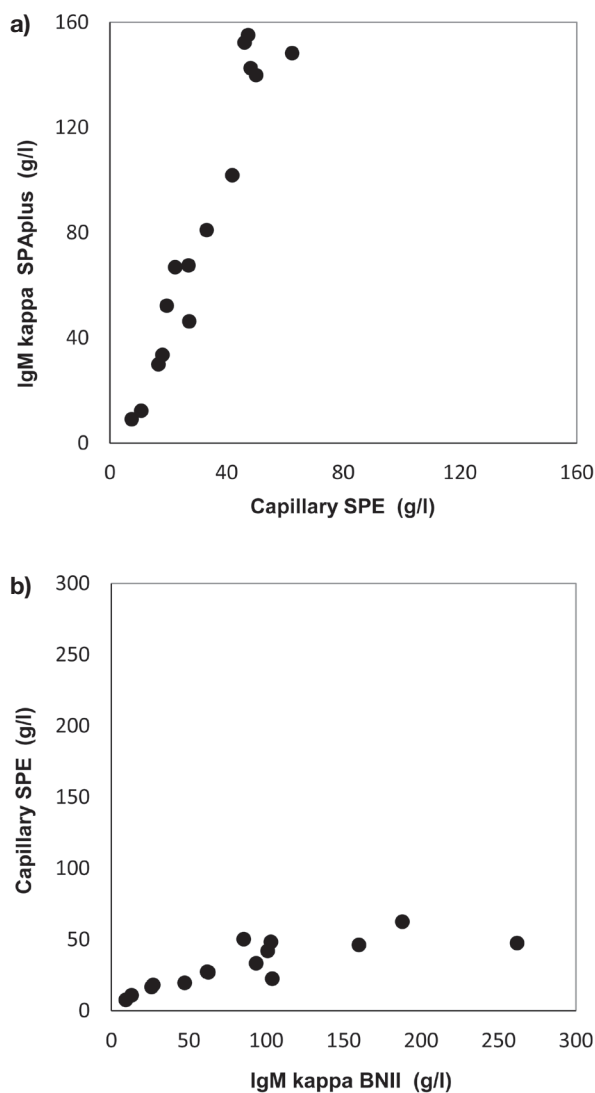 a)
160
120
80
40
0
IgM kappa SPAplus (g/l)
0 40 80 120 160
Capillary SPE (g/l)
b)
300
250
200
150
100
50
0
Capillary SPE (g/l)
0 50 100 150 200 250 300
IgM kappa BNII (g/l)